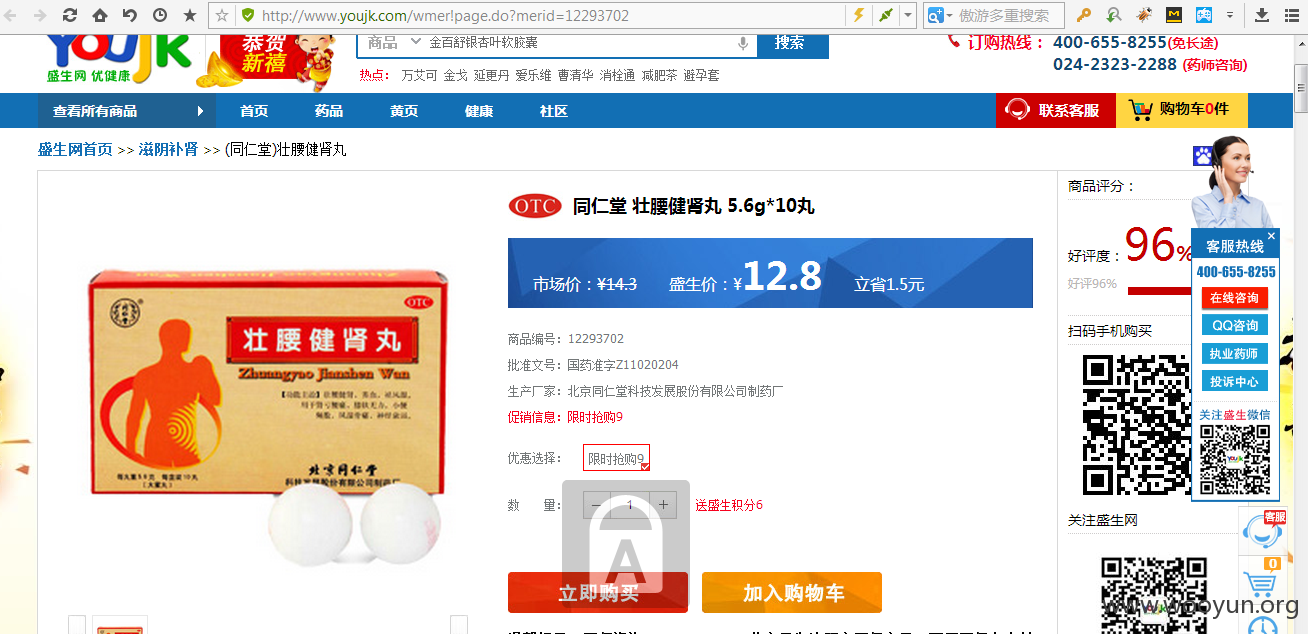 http://www.youjk.com/wmer!page.do?merid=12293702
傲游多重搜索
YOUJK
盛生网 优健康
恭贺
新禧
商品 金百舒银杏叶软胶囊
搜索
订购热线： 400-655-8255(免长途)
024-2323-2288 (药师咨询)
热点： 万艾可 金戈 延更丹 爱乐维 曹清华 消栓通 减肥茶 避孕套
查看所有商品 首页 药品 黄页 健康 社区 联系客服 购物车0件
盛生网首页 >> 滋阴补肾 >> (同仁堂)壮腰健肾丸
OTC 同仁堂 壮腰健肾丸 5.6g*10丸
市场价：¥14.3 盛生价：¥12.8 立省1.5元
商品编号：12293702
批准文号：国药准字Z11020204
生产厂家：北京同仁堂科技发展股份有限公司制药厂
促销信息：限时抢购9
优惠选择： 限时抢购9
数 量： − 1 + 送盛生积分6
A
立即购买 加入购物车
OTC
壮腰健肾丸
Zhuangyao Jianshen Wan
北京同仁堂
科技发展股份有限公司制药厂
商品评分：
好评度：96%
好评96%
扫码手机购买
关注盛生网
客服热线
×
400-655-8255
在线咨询
QQ咨询
执业药师
投诉中心
关注盛生微信
YOUJK
客服
0
www.wooyun.org